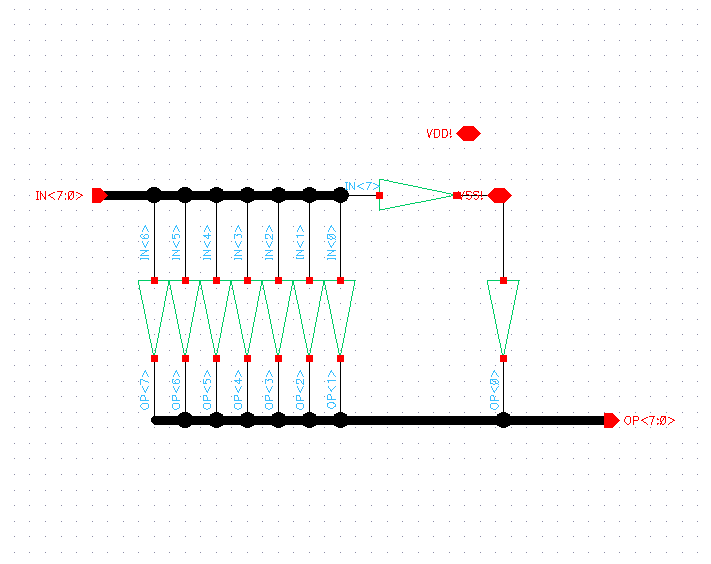 VDD!
IN<7:0>
IN<7>
VSS!
IN<6>
IN<5>
IN<4>
IN<3>
IN<2>
IN<1>
IN<0>
OP<7>
OP<6>
OP<5>
OP<4>
OP<3>
OP<2>
OP<1>
OP<0>
OP<7:0>